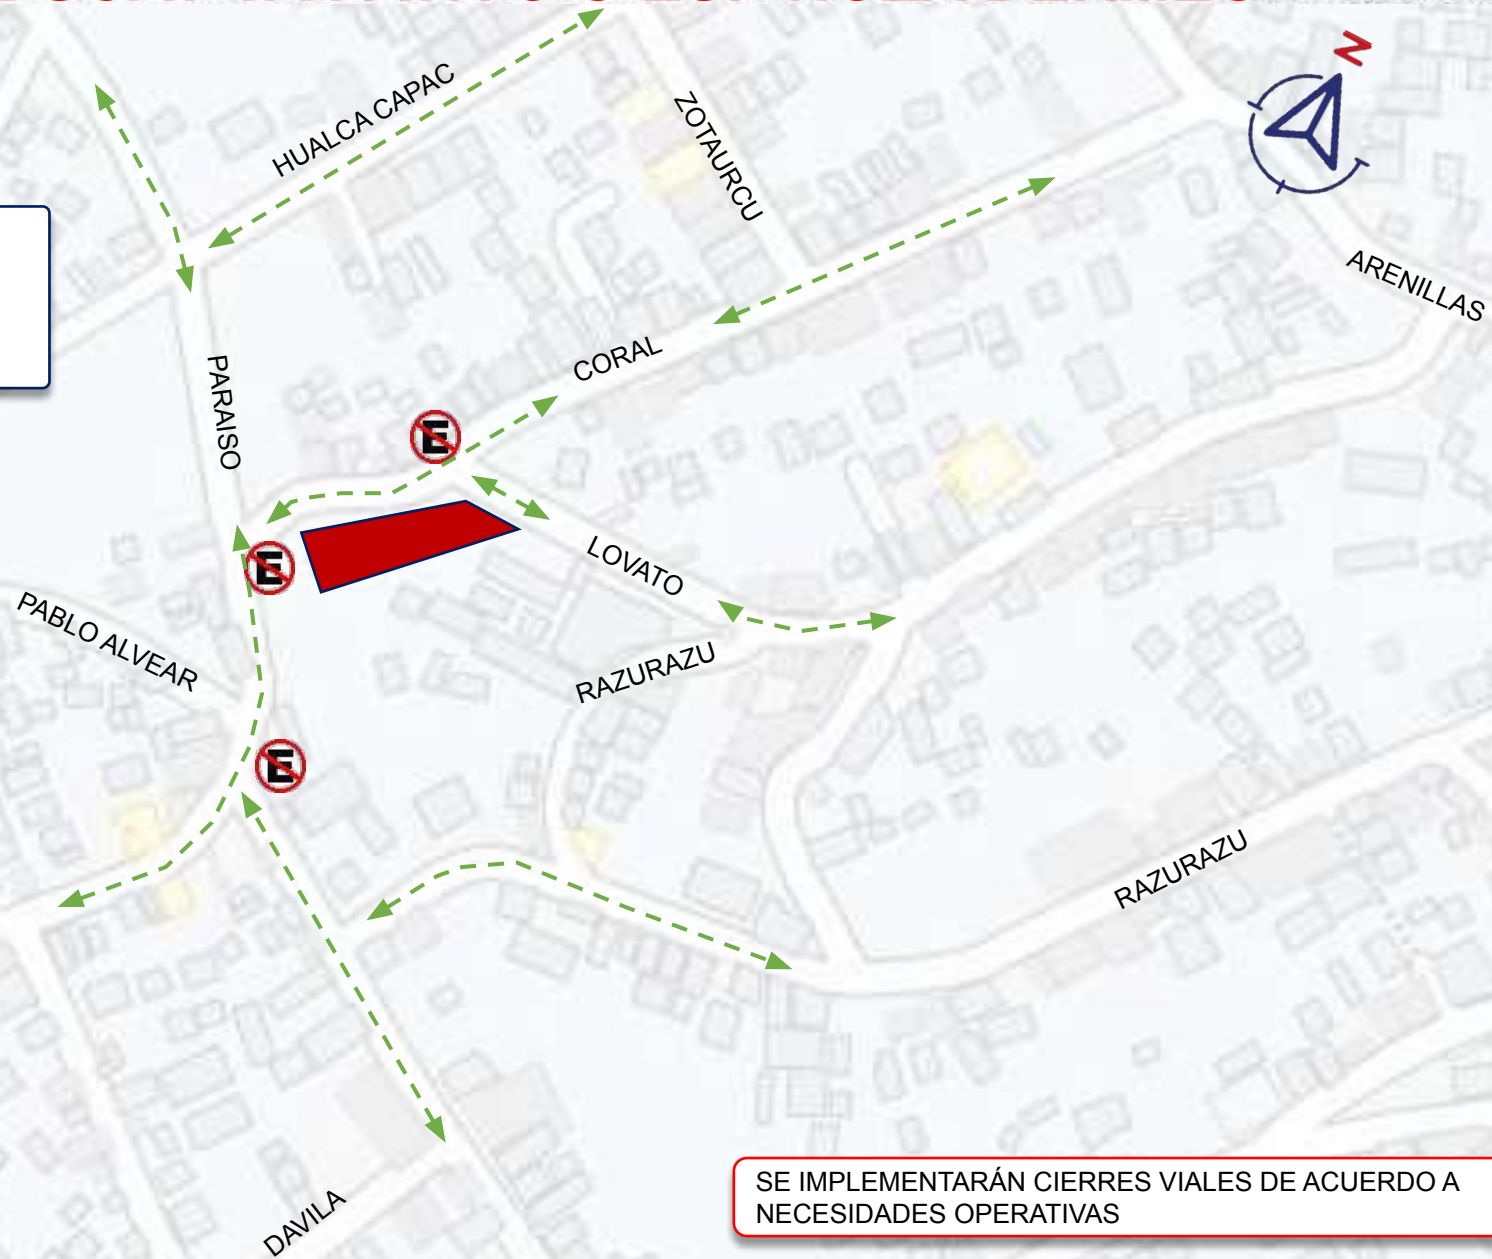 N
HUALCA CAPAC
ZOTAURCU
ARENILLAS
CORAL
PARAISO
E
E
LOVATO
PABLO ALVEAR
RAZURAZU
E
RAZURAZU
DAVILA
SE IMPLEMENTARÁN CIERRES VIALES DE ACUERDO A
NECESIDADES OPERATIVAS